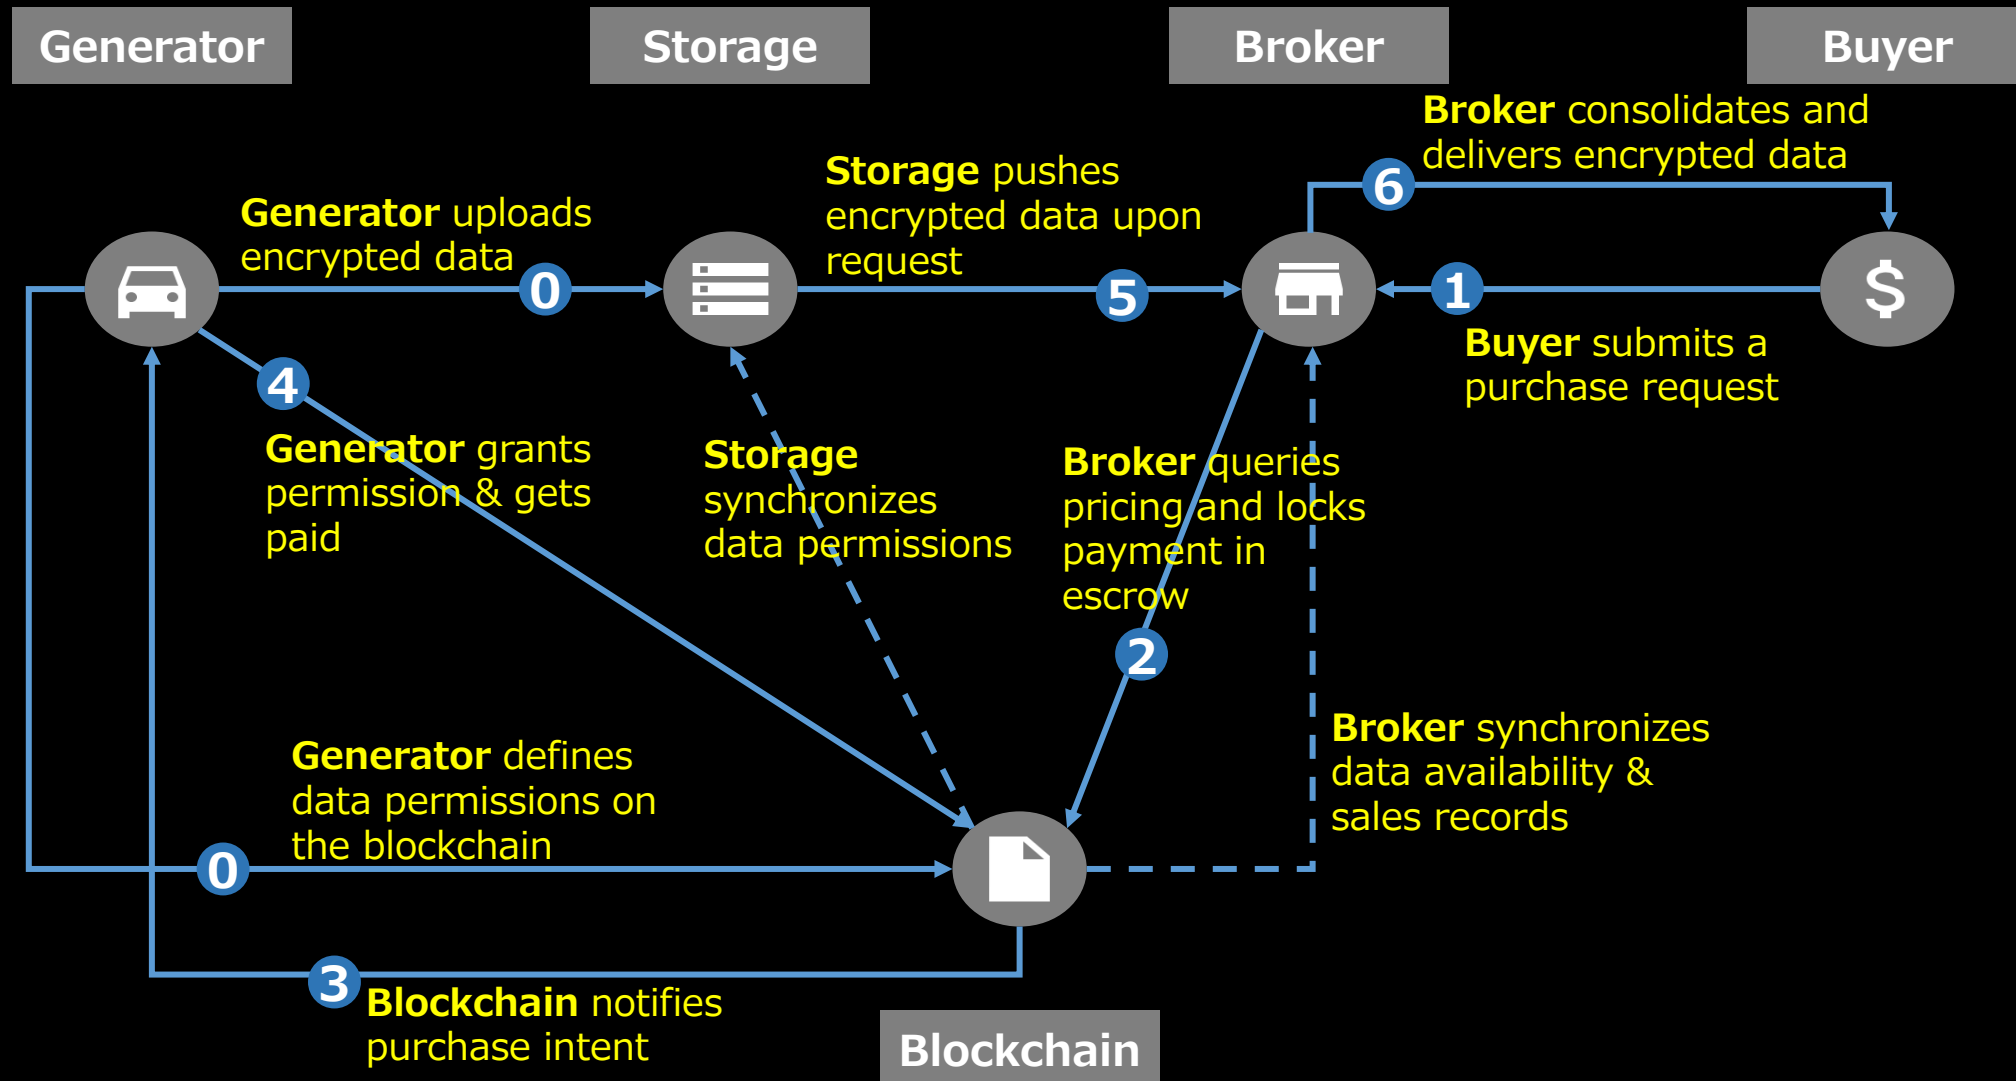 Generator
Storage
Broker
Buyer
Broker consolidates and
delivers encrypted data
6
Storage pushes
encrypted data upon
request
5
Generator uploads
encrypted data
0
1
Buyer submits a
purchase request
4
Generator grants
permission & gets
paid
Storage
synchronizes
data permissions
Broker queries
pricing and locks
payment in
escrow
2
Broker synchronizes
data availability &
sales records
Generator defines
data permissions on
the blockchain
0
3
Blockchain notifies
purchase intent
Blockchain
$